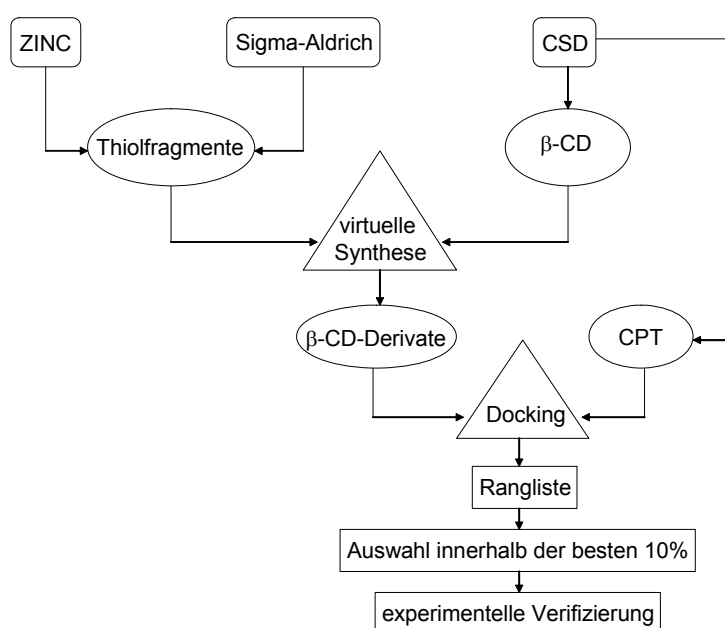 ZINC
Sigma-Aldrich
CSD
Thiolfragmente
β-CD
virtuelle
Synthese
β-CD-Derivate
CPT
Docking
Rangliste
Auswahl innerhalb der besten 10%
experimentelle Verifizierung